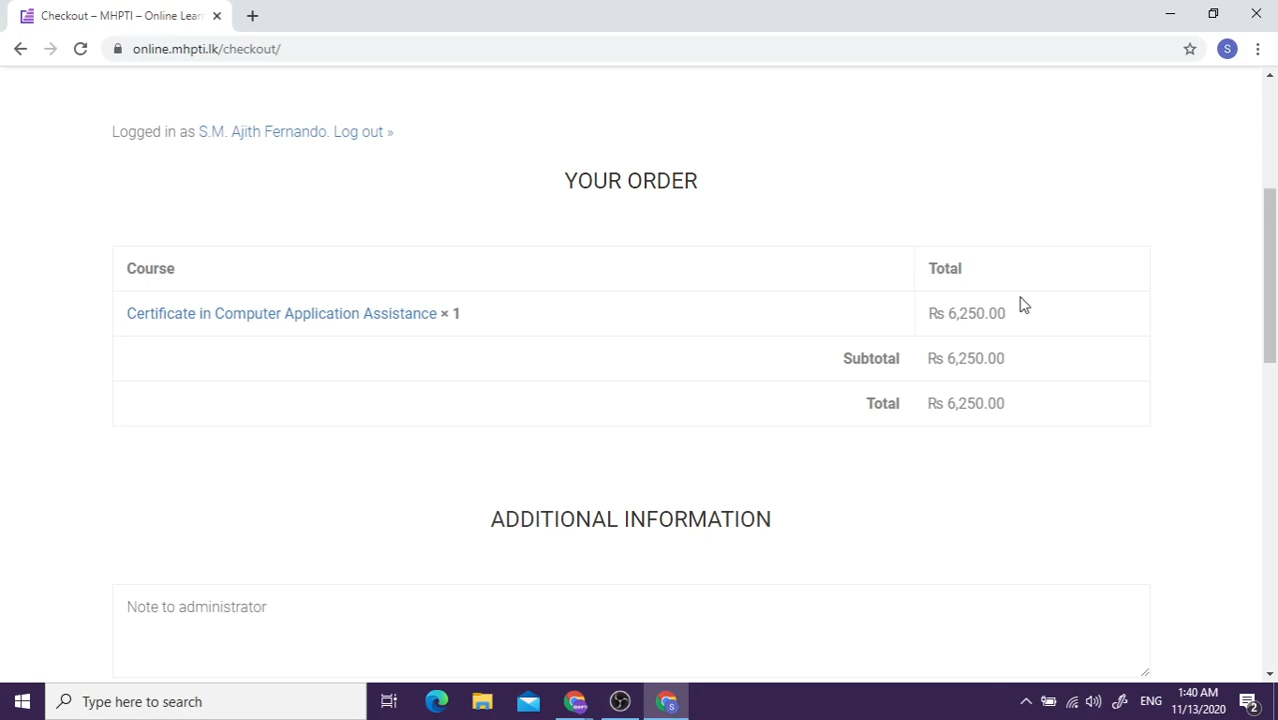 Checkout – MHPTI – Online Lear
online.mhpti.lk/checkout/
S
Logged in as S.M. Ajith Fernando. Log out »
YOUR ORDER
Course Total
Certificate in Computer Application Assistance × 1 ₨ 6,250.00
Subtotal ₨ 6,250.00
Total ₨ 6,250.00
ADDITIONAL INFORMATION
Note to administrator
Type here to search
ENG
1:40 AM
11/13/2020
2